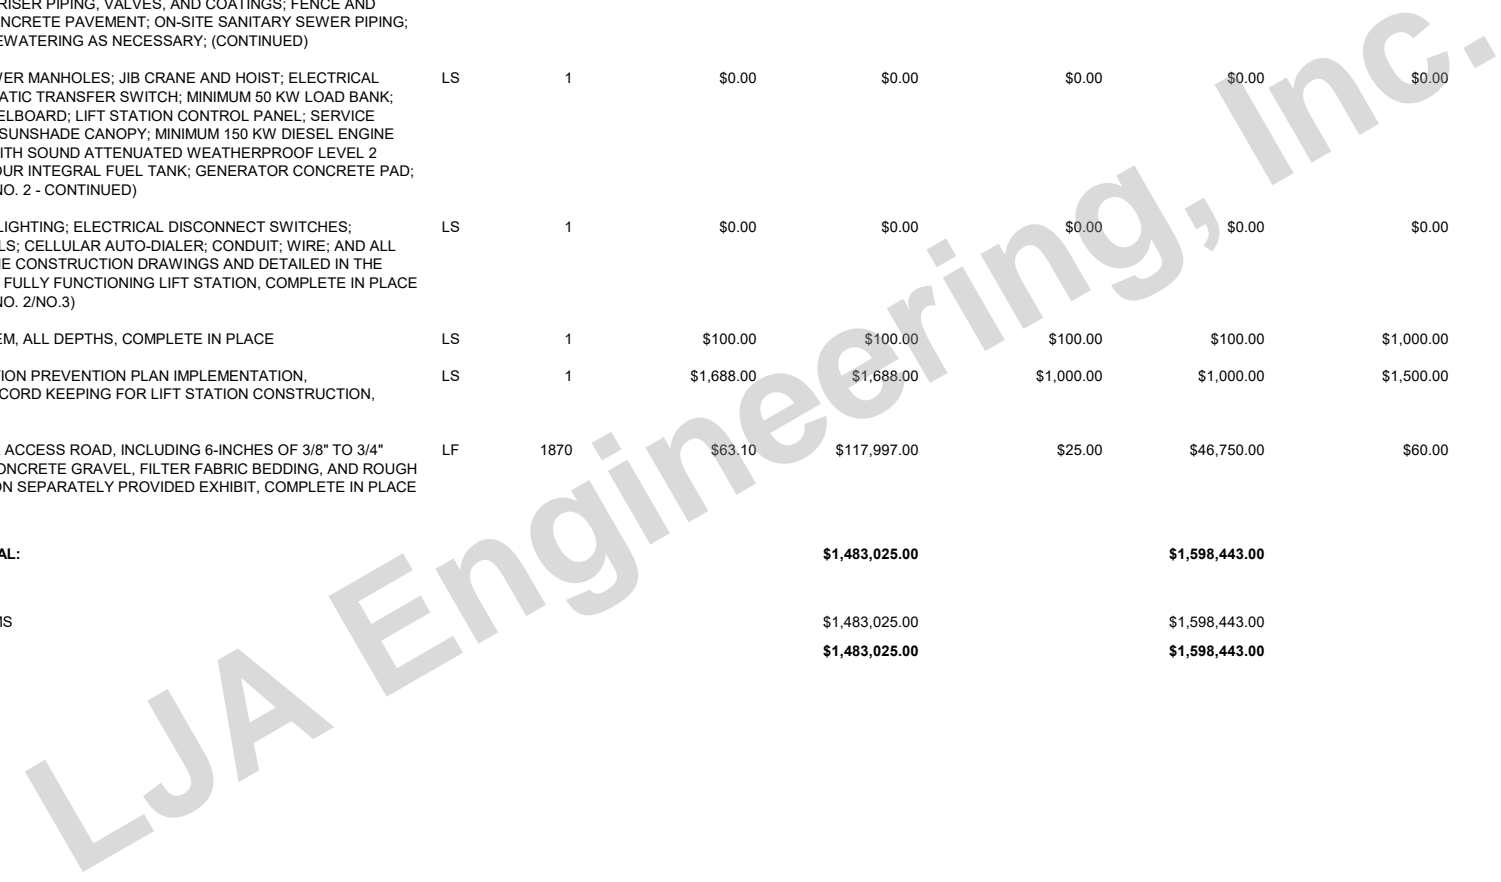 RISER PIPING, VALVES, AND COATINGS; FENCE AND
NCRETE PAVEMENT; ON-SITE SANITARY SEWER PIPING;
EWATERING AS NECESSARY; (CONTINUED)
WER MANHOLES; JIB CRANE AND HOIST; ELECTRICAL LS 1 $0.00 $0.00 $0.00 $0.00 $0.00
ATIC TRANSFER SWITCH; MINIMUM 50 KW LOAD BANK;
ELBOARD; LIFT STATION CONTROL PANEL; SERVICE
SUNSHADE CANOPY; MINIMUM 150 KW DIESEL ENGINE
ITH SOUND ATTENUATED WEATHERPROOF LEVEL 2
OUR INTEGRAL FUEL TANK; GENERATOR CONCRETE PAD;
NO. 2 - CONTINUED)
LIGHTING; ELECTRICAL DISCONNECT SWITCHES; LS 1 $0.00 $0.00 $0.00 $0.00 $0.00
LS; CELLULAR AUTO-DIALER; CONDUIT; WIRE; AND ALL
E CONSTRUCTION DRAWINGS AND DETAILED IN THE
FULLY FUNCTIONING LIFT STATION, COMPLETE IN PLACE
NO. 2/NO.3)
EM, ALL DEPTHS, COMPLETE IN PLACE LS 1 $100.00 $100.00 $100.00 $100.00 $1,000.00
TION PREVENTION PLAN IMPLEMENTATION, LS 1 $1,688.00 $1,688.00 $1,000.00 $1,000.00 $1,500.00
CORD KEEPING FOR LIFT STATION CONSTRUCTION,
ACCESS ROAD, INCLUDING 6-INCHES OF 3/8" TO 3/4" LF 1870 $63.10 $117,997.00 $25.00 $46,750.00 $60.00
ONCRETE GRAVEL, FILTER FABRIC BEDDING, AND ROUGH
ON SEPARATELY PROVIDED EXHIBIT, COMPLETE IN PLACE
AL: $1,483,025.00 $1,598,443.00
MS $1,483,025.00 $1,598,443.00
$1,483,025.00 $1,598,443.00
LJA Engineering, Inc.